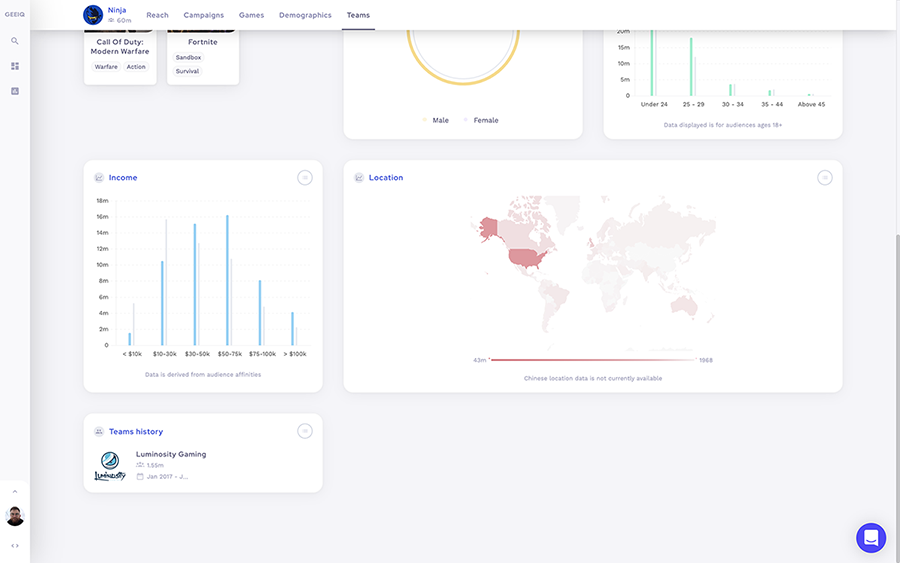 GEEIQ
Ninja
60m
Reach
Campaigns
Games
Demographics
Teams
Call Of Duty:
Modern Warfare
Warfare
Action
Fortnite
Sandbox
Survival
Male
Female
20m
15m
10m
5m
0
Under 24
25 - 29
30 - 34
35 - 44
Above 45
Data displayed is for audiences ages 18+
Income
18m
16m
14m
12m
10m
8m
6m
4m
2m
0
< $10k
$10-30k
$30-50k
$50-75k
$75-100k
> $100k
Data is derived from audience affinities
Location
43m
1968
Chinese location data is not currently available
Teams history
Luminosity
Luminosity Gaming
1.55m
Jan 2017 - J...